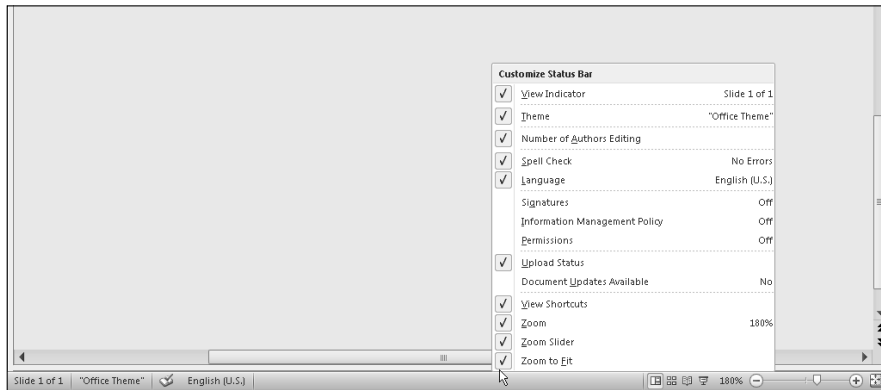 Customize Status Bar
View Indicator Slide 1 of 1
Theme "Office Theme"
Number of Authors Editing
Spell Check No Errors
Language English (U.S.)
Signatures Off
Information Management Policy Off
Permissions Off
Upload Status
Document Updates Available No
View Shortcuts
Zoom 180%
Zoom Slider
Zoom to Fit
Slide 1 of 1 "Office Theme" English (U.S.) 180%